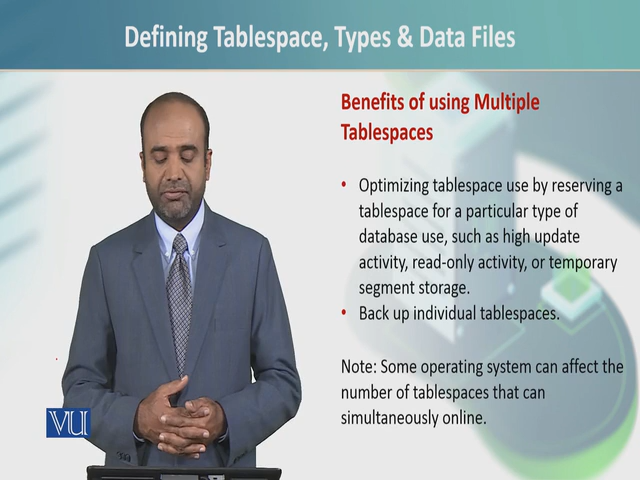 Defining Tablespace, Types & Data Files
Benefits of using Multiple
Tablespaces
• Optimizing tablespace use by reserving a
tablespace for a particular type of
database use, such as high update
activity, read-only activity, or temporary
segment storage.
• Back up individual tablespaces.
Note: Some operating system can affect the
number of tablespaces that can
simultaneously online.
VU